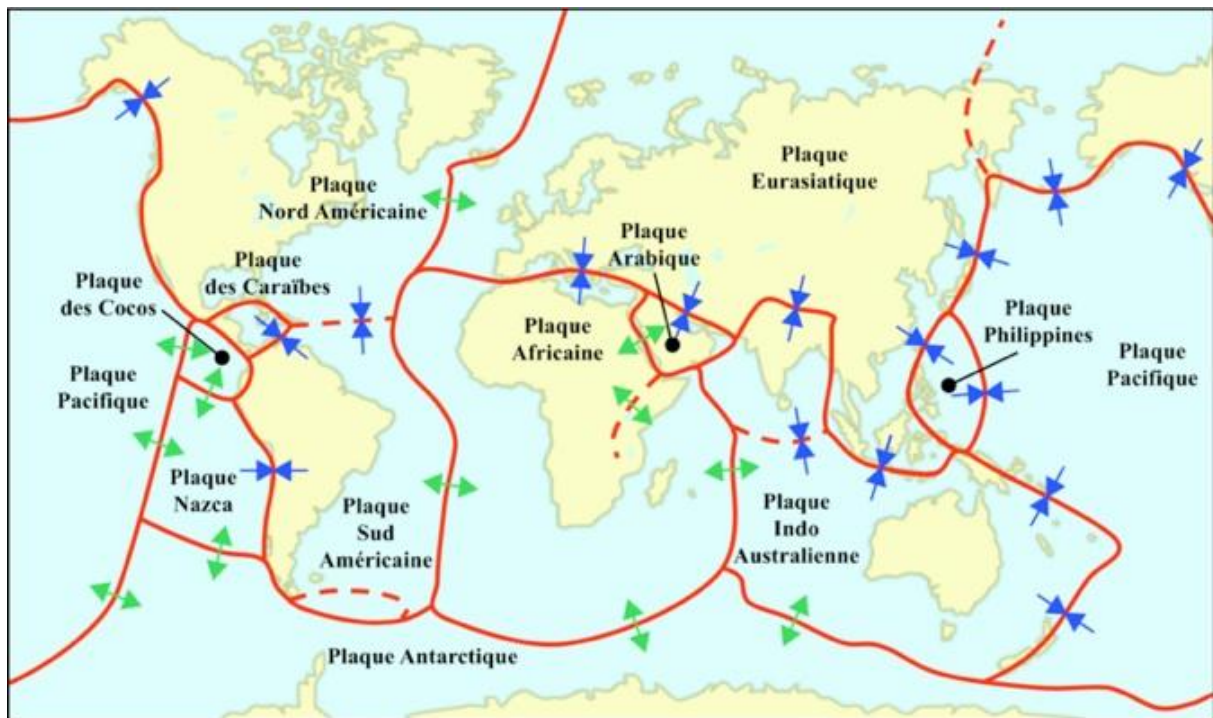 Plaque
Nord Américaine
Plaque
Eurasiatique
Plaque
Arabique
Plaque
des Caraïbes
Plaque
des Cocos
Plaque
Africaine
Plaque
Philippines
Plaque
Pacifique
Plaque
Pacifique
Plaque
Nazca
Plaque
Sud
Américaine
Plaque
Indo
Australienne
Plaque Antarctique